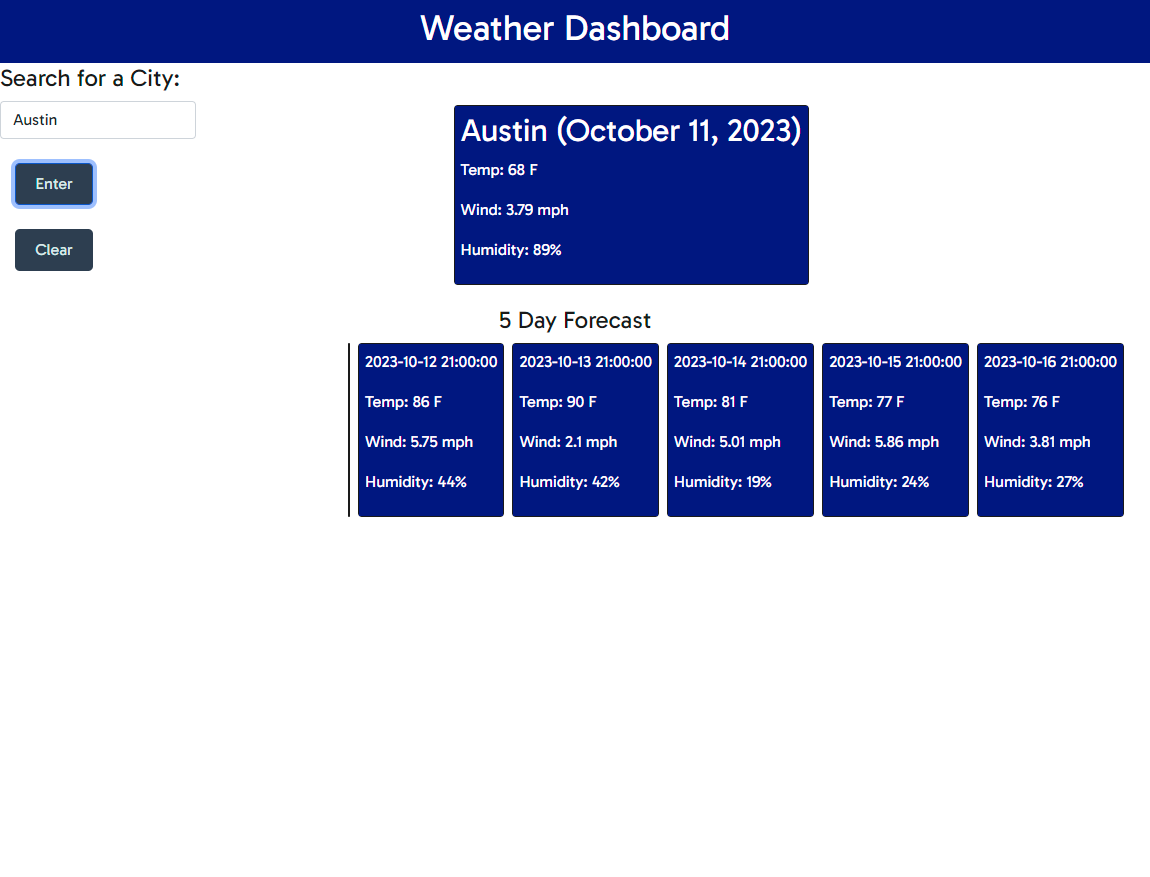 Weather Dashboard
Search for a City:
Austin
Enter
Clear
Austin (October 11, 2023)
Temp: 68 F
Wind: 3.79 mph
Humidity: 89%
5 Day Forecast
2023-10-12 21:00:00
Temp: 86 F
Wind: 5.75 mph
Humidity: 44%
2023-10-13 21:00:00
Temp: 90 F
Wind: 2.1 mph
Humidity: 42%
2023-10-14 21:00:00
Temp: 81 F
Wind: 5.01 mph
Humidity: 19%
2023-10-15 21:00:00
Temp: 77 F
Wind: 5.86 mph
Humidity: 24%
2023-10-16 21:00:00
Temp: 76 F
Wind: 3.81 mph
Humidity: 27%